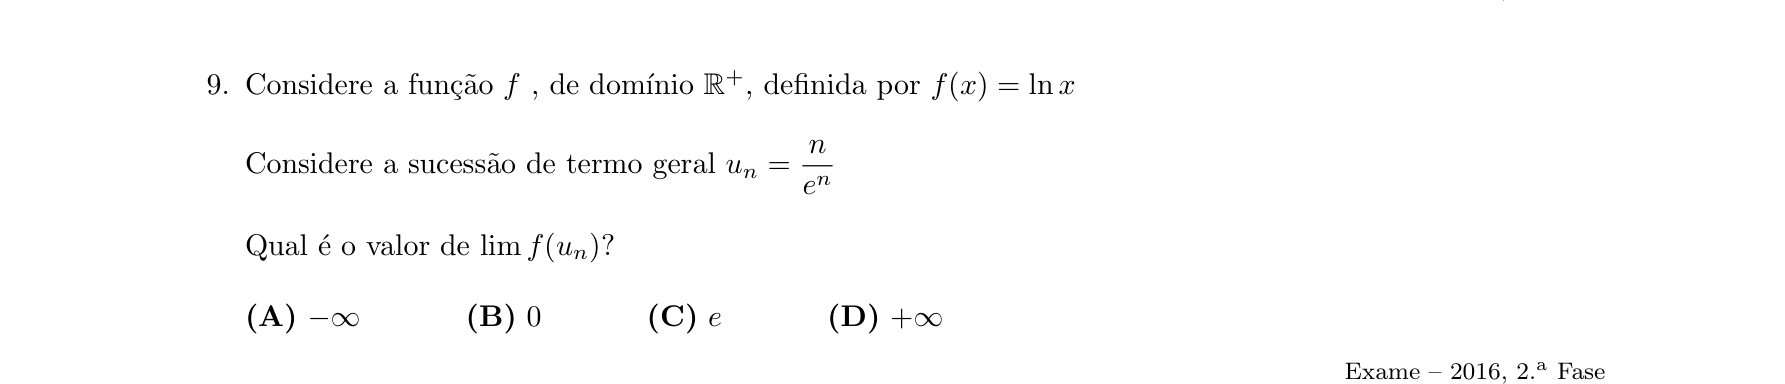 9. Considere a função f , de domínio ℝ⁺, definida por f(x) = ln x
Considere a sucessão de termo geral uₙ = n/eⁿ
Qual é o valor de lim f(uₙ)?
(A) −∞ (B) 0 (C) e (D) +∞
Exame – 2016, 2.ª Fase